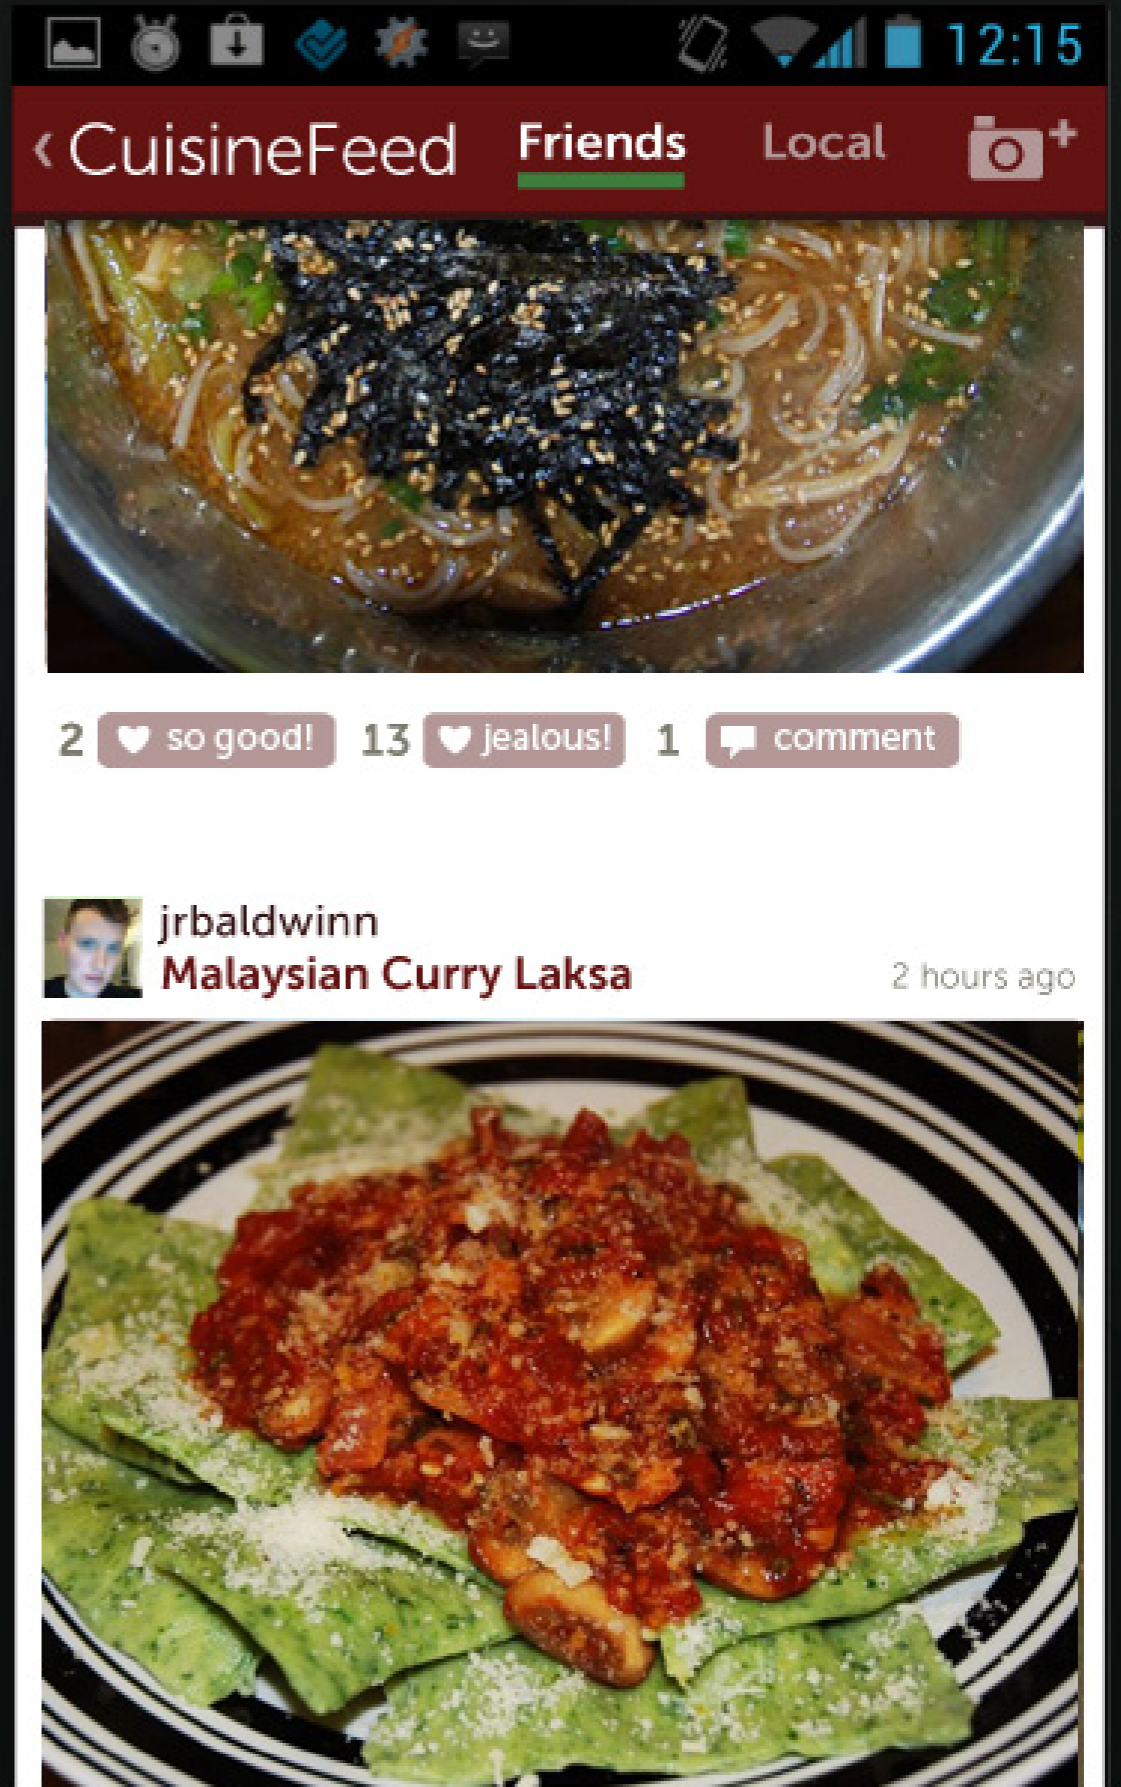 12:15
CuisineFeed Friends Local
2 so good! 13 jealous! 1 comment
jrbaldwinn
Malaysian Curry Laksa 2 hours ago